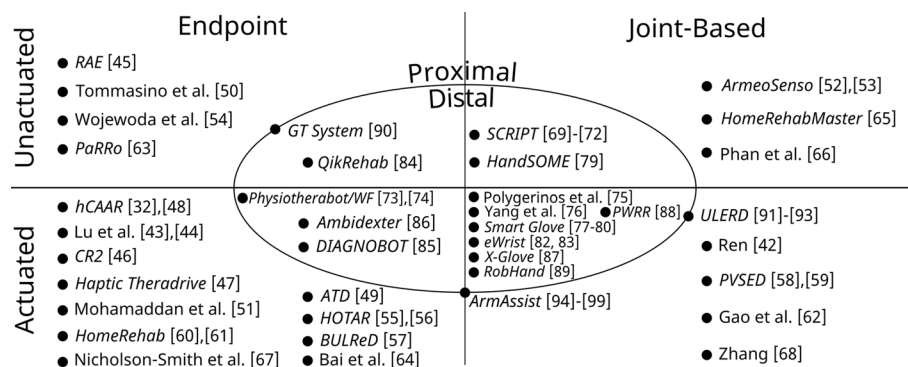 Endpoint
Joint-Based
Unactuated
Actuated
Proximal
Distal
RAE [45]
Tommasino et al. [50]
Wojewoda et al. [54]
PaRRo [63]
GT System [90]
QikRehab [84]
SCRIPT [69]-[72]
HandSOME [79]
ArmeoSenso [52],[53]
HomeRehabMaster [65]
Phan et al. [66]
hCAAR [32],[48]
Lu et al. [43],[44]
CR2 [46]
Haptic Theradrive [47]
Mohamaddan et al. [51]
HomeRehab [60],[61]
Nicholson-Smith et al. [67]
Physiotherabot/WF [73],[74]
Ambidexter [86]
DIAGNOBOT [85]
ATD [49]
HOTAR [55],[56]
BULReD [57]
Bai et al. [64]
Polygerinos et al. [75]
Yang et al. [76]
PWRR [88]
Smart Glove [77-80]
eWrist [82, 83]
X-Glove [87]
RobHand [89]
ArmAssist [94]-[99]
ULERD [91]-[93]
Ren [42]
PVSED [58],[59]
Gao et al. [62]
Zhang [68]